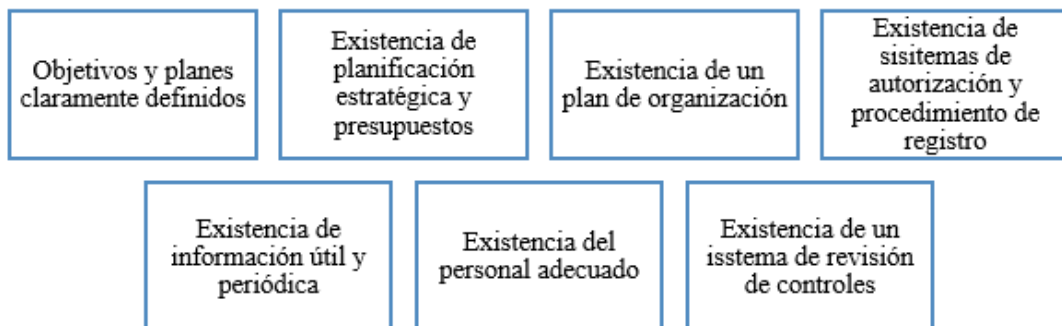 Objetivos y planes
claramente definidos
Existencia de
planificación
estratégica y
presupuestos
Existencia de un
plan de organización
Existencia de
sisitemas de
autorización y
procedimiento de
registro
Existencia de
información útil y
periódica
Existencia del
personal adecuado
Existencia de un
isstema de revisión
de controles